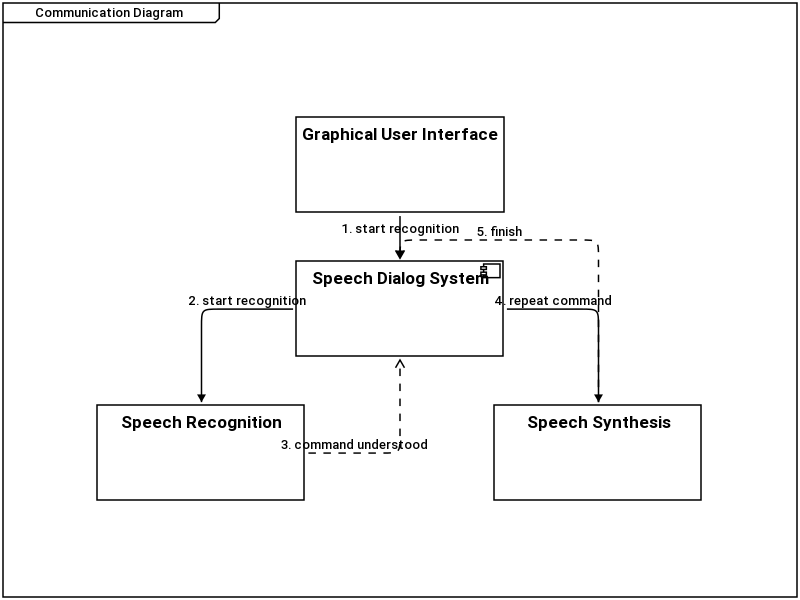 Communication Diagram
Graphical User Interface
1. start recognition
5. finish
Speech Dialog System
2. start recognition
4. repeat command
Speech Recognition
Speech Synthesis
3. command understood